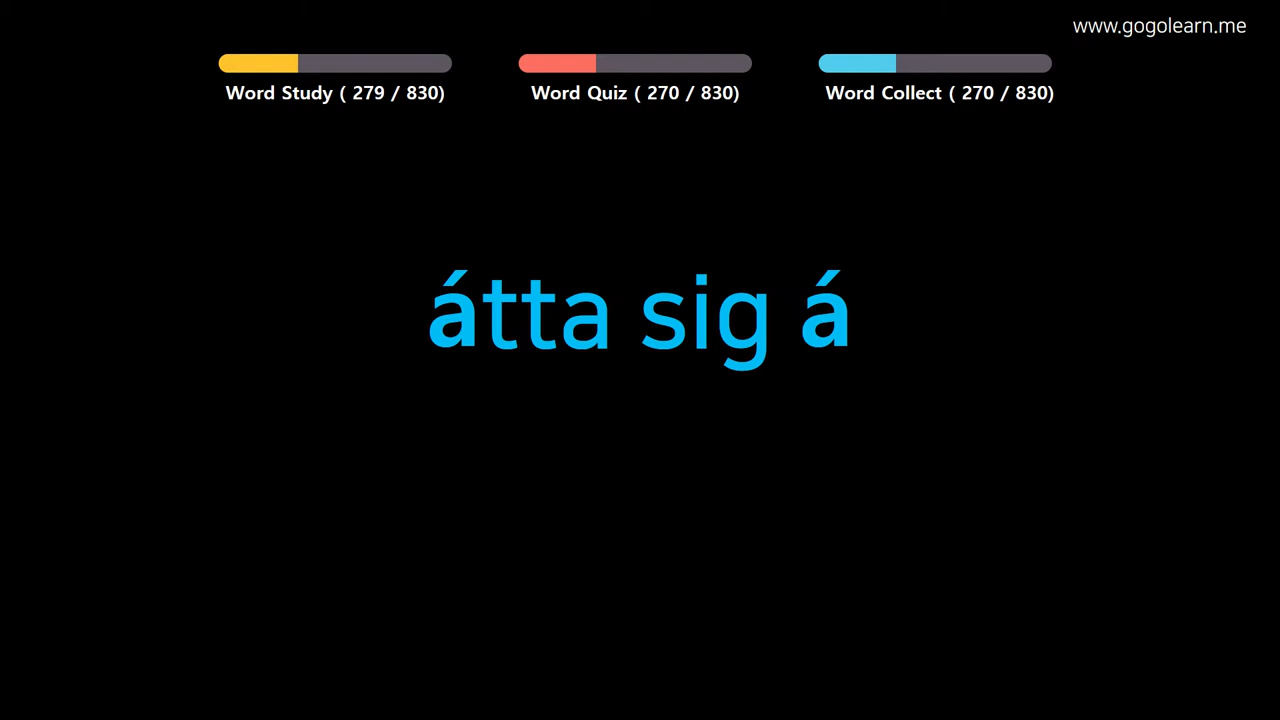 www.gogolearn.me
Word Study ( 279 / 830)
Word Quiz ( 270 / 830)
Word Collect ( 270 / 830)
átta sig á